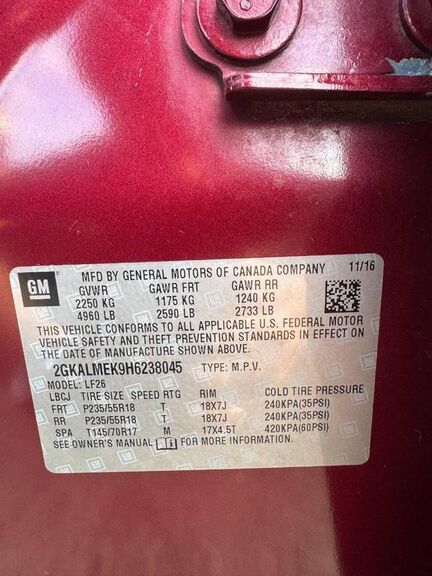 GM
MFD BY GENERAL MOTORS OF CANADA COMPANY 11/16
GVWR GAWR FRT GAWR RR
2250 KG 1175 KG 1240 KG
4960 LB 2590 LB 2733 LB
THIS VEHICLE CONFORMS TO ALL APPLICABLE U.S. FEDERAL MOTOR
VEHICLE SAFETY AND THEFT PREVENTION STANDARDS IN EFFECT ON
THE DATE OF MANUFACTURE SHOWN ABOVE.
2GKALMEK9H6238045 TYPE: M.P.V.
MODEL: LF26
LBCJ TIRE SIZE SPEED RTG RIM COLD TIRE PRESSURE
FRT P235/55R18 T 18X7J 240KPA(35PSI)
RR P235/55R18 T 18X7J 240KPA(35PSI)
SPA T145/70R17 M 17X4.5T 420KPA(60PSI)
SEE OWNER'S MANUAL FOR MORE INFORMATION.